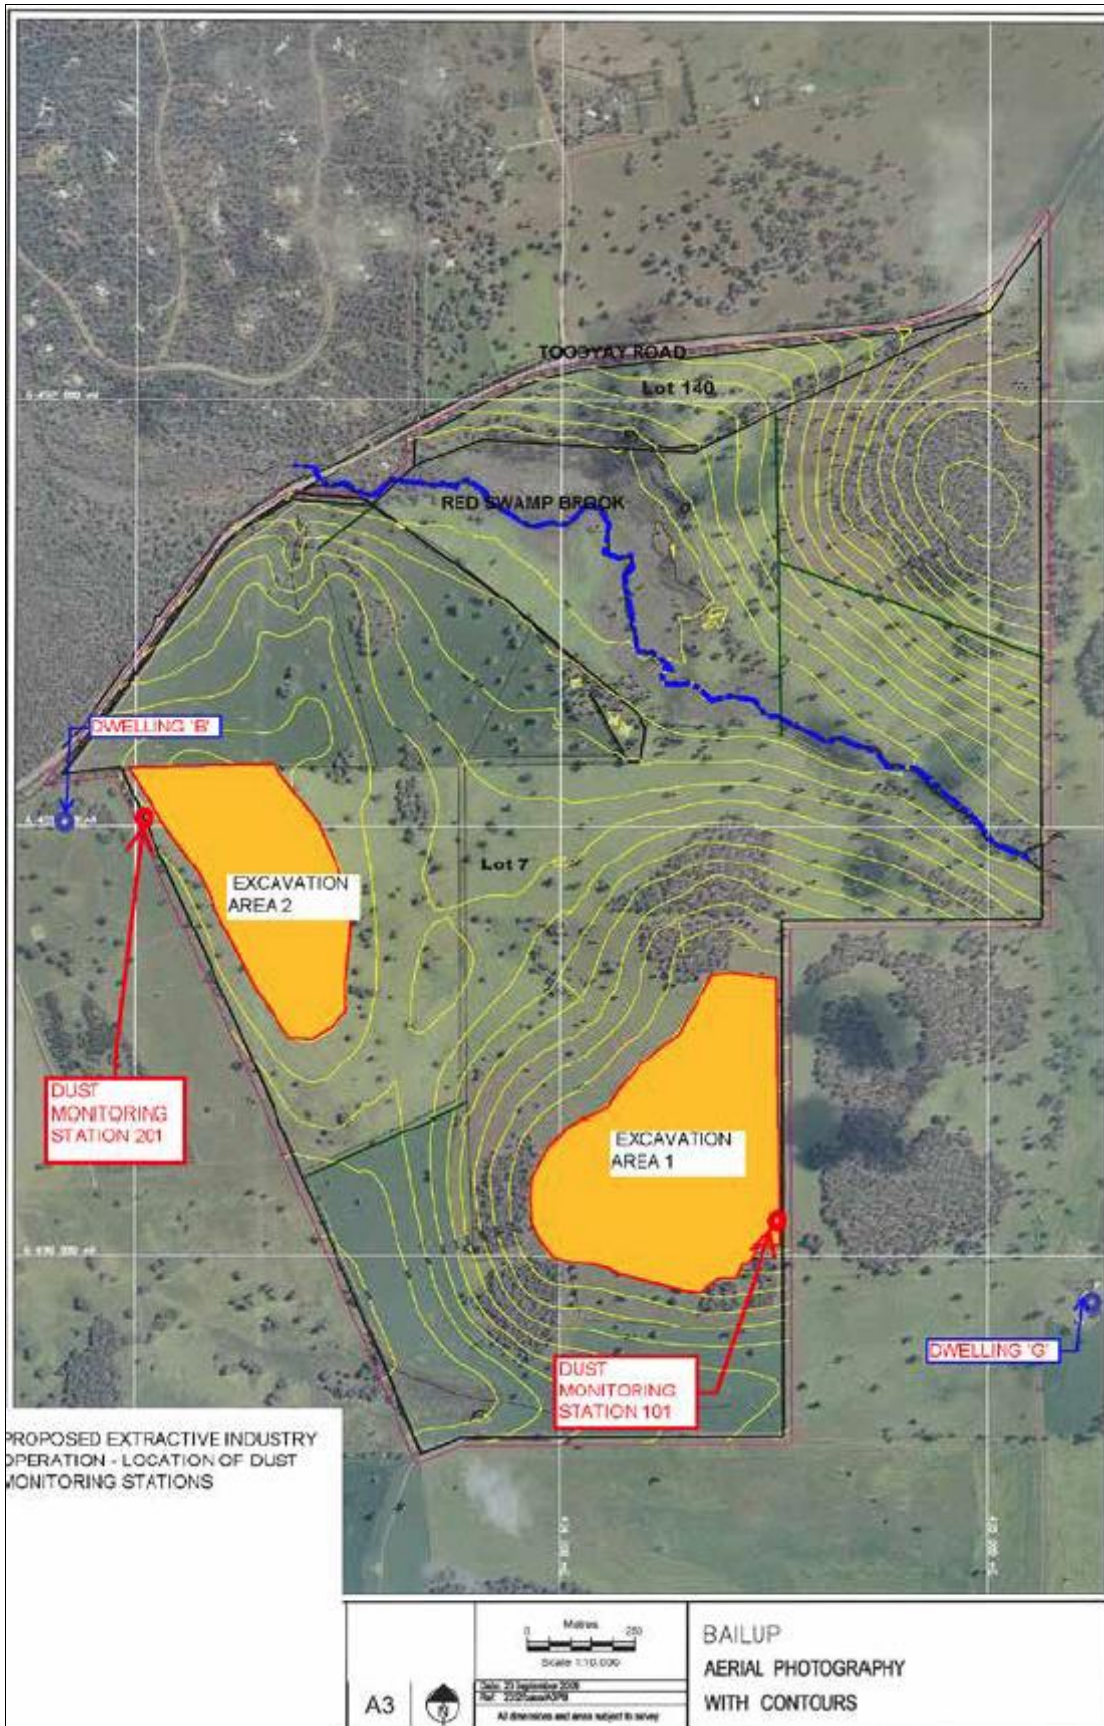 TOODYAY ROAD
Lot 140
RED SWAMP BROOK
DWELLING 'B'
Lot 7
EXCAVATION
AREA 2
DUST
MONITORING
STATION 201
EXCAVATION
AREA 1
DWELLING 'G'
DUST
MONITORING
STATION 101
PROPOSED EXTRACTIVE INDUSTRY
OPERATION - LOCATION OF DUST
MONITORING STATIONS
A3
N
Metres
0 250
Scale 1:10,000
All dimensions and areas subject to survey
BAILUP
AERIAL PHOTOGRAPHY
WITH CONTOURS